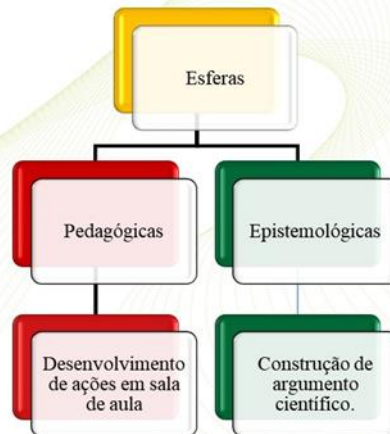 Esferas
Pedagógicas
Epistemológicas
Desenvolvimento
de ações em sala
de aula
Construção de
argumento
científico.